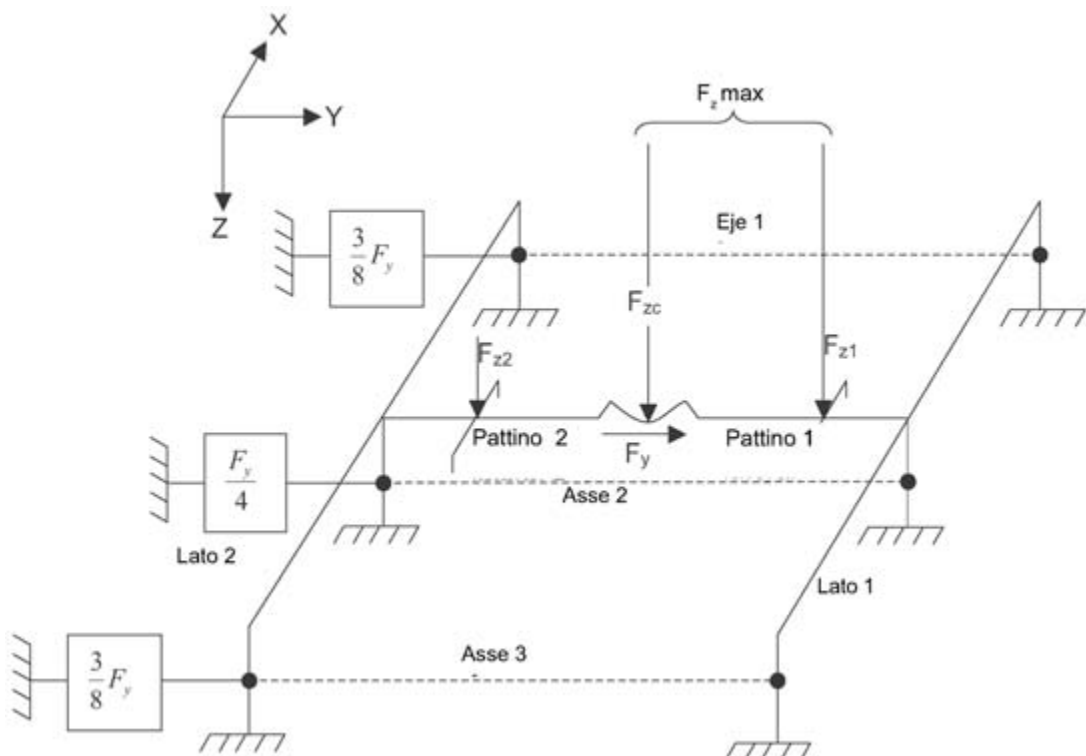 X
Y
Z
F_z max
Eje 1
3/8 F_y
F_zc
F_z2
F_z1
Pattino 2
F_y
Pattino 1
F_y/4
Asse 2
Lato 2
Lato 1
Asse 3
3/8 F_y